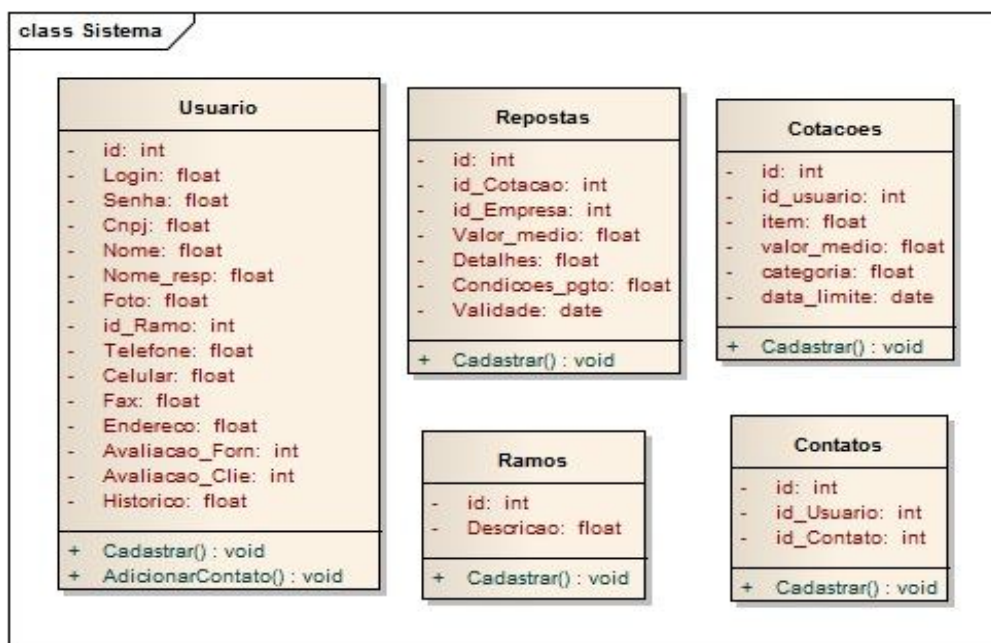 class Sistema
Usuario
- id: int
- Login: float
- Senha: float
- Cnpj: float
- Nome: float
- Nome_resp: float
- Foto: float
- id_Ramo: int
- Telefone: float
- Celular: float
- Fax: float
- Endereco: float
- Avaliacao_Forn: int
- Avaliacao_Clie: int
- Historico: float
+ Cadastrar() : void
+ AdicionarContato() : void
Repostas
- id: int
- id_Cotacao: int
- id_Empresa: int
- Valor_medio: float
- Detalhes: float
- Condicoes_pgto: float
- Validade: date
+ Cadastrar() : void
Cotacoes
- id: int
- id_usuario: int
- item: float
- valor_medio: float
- categoria: float
- data_limite: date
+ Cadastrar() : void
Ramos
- id: int
- Descricao: float
+ Cadastrar() : void
Contatos
- id: int
- id_Usuario: int
- id_Contato: int
+ Cadastrar() : void